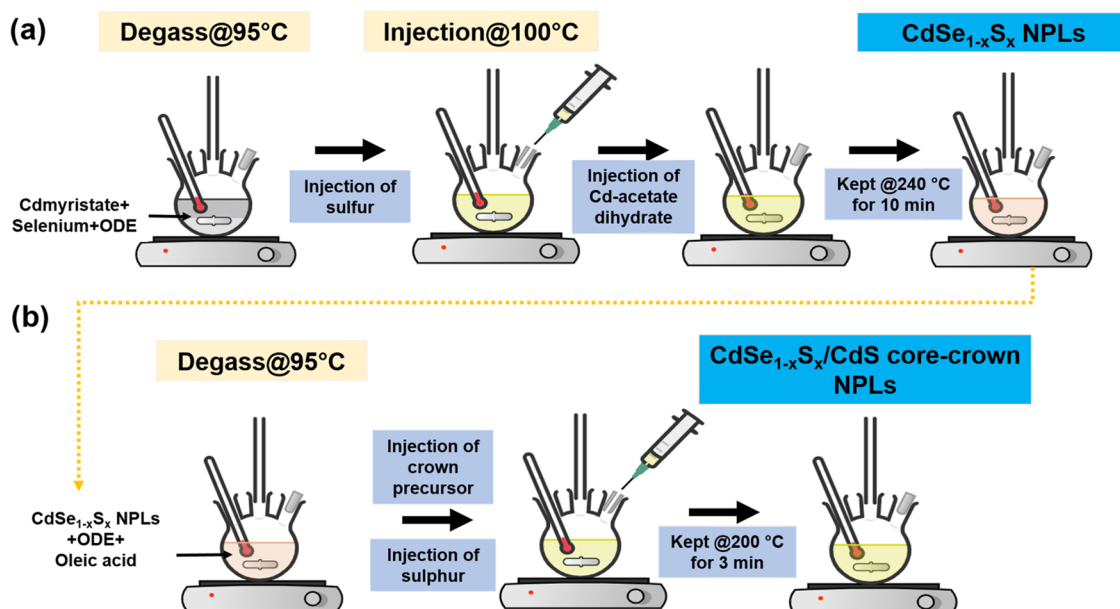 (a)
Degass@95°C
Injection@100°C
CdSe₁₋ₓSₓ NPLs
Cdmyristate+
Selenium+ODE
Injection of
sulfur
Injection of
Cd-acetate
dihydrate
Kept @240 °C
for 10 min
(b)
Degass@95°C
CdSe₁₋ₓSₓ/CdS core-crown
NPLs
CdSe₁₋ₓSₓ NPLs
+ODE+
Oleic acid
Injection of
crown
precursor
Injection of
sulphur
Kept @200 °C
for 3 min